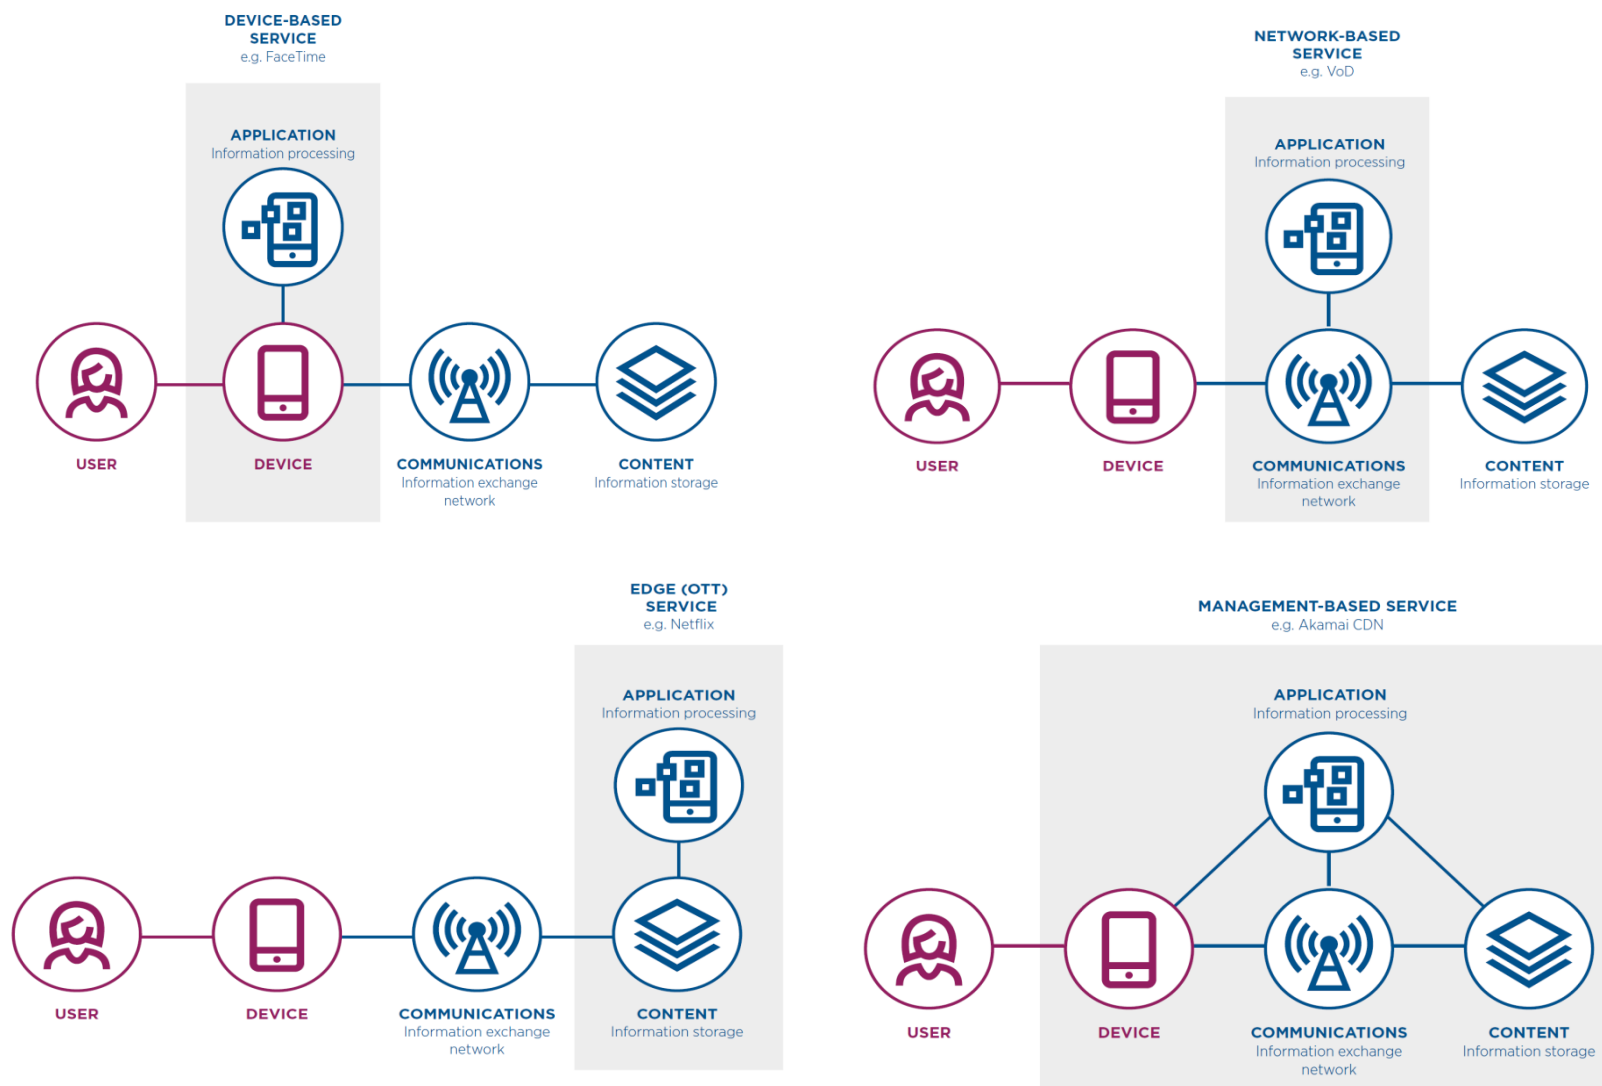 DEVICE-BASED
SERVICE
e.g. FaceTime
APPLICATION
Information processing
USER
DEVICE
COMMUNICATIONS
Information exchange
network
CONTENT
Information storage
NETWORK-BASED
SERVICE
e.g. VoD
APPLICATION
Information processing
USER
DEVICE
COMMUNICATIONS
Information exchange
network
CONTENT
Information storage
EDGE (OTT)
SERVICE
e.g. Netflix
APPLICATION
Information processing
USER
DEVICE
COMMUNICATIONS
Information exchange
network
CONTENT
Information storage
MANAGEMENT-BASED SERVICE
e.g. Akamai CDN
APPLICATION
Information processing
USER
DEVICE
COMMUNICATIONS
Information exchange
network
CONTENT
Information storage